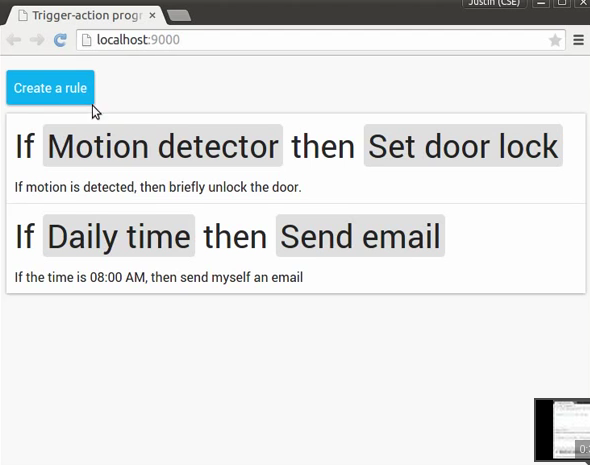 Justin (CSE)
Trigger-action prog
localhost:9000
Create a rule
If Motion detector then Set door lock
If motion is detected, then briefly unlock the door.
If Daily time then Send email
If the time is 08:00 AM, then send myself an email